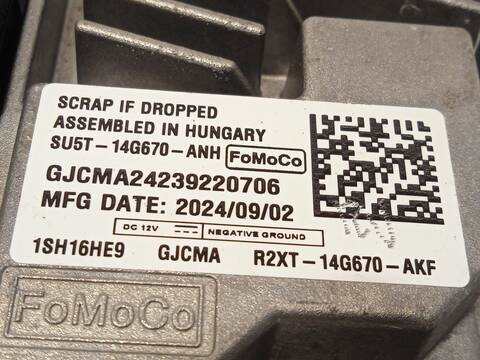 SCRAP IF DROPPED
ASSEMBLED IN HUNGARY
SU5T-14G670-ANH FoMoCo
GJCMA24239220706
MFG DATE: 2024/09/02
DC 12V NEGATIVE GROUND
1SH16HE9 GJCMA R2XT-14G670-AKF
FoMoCo